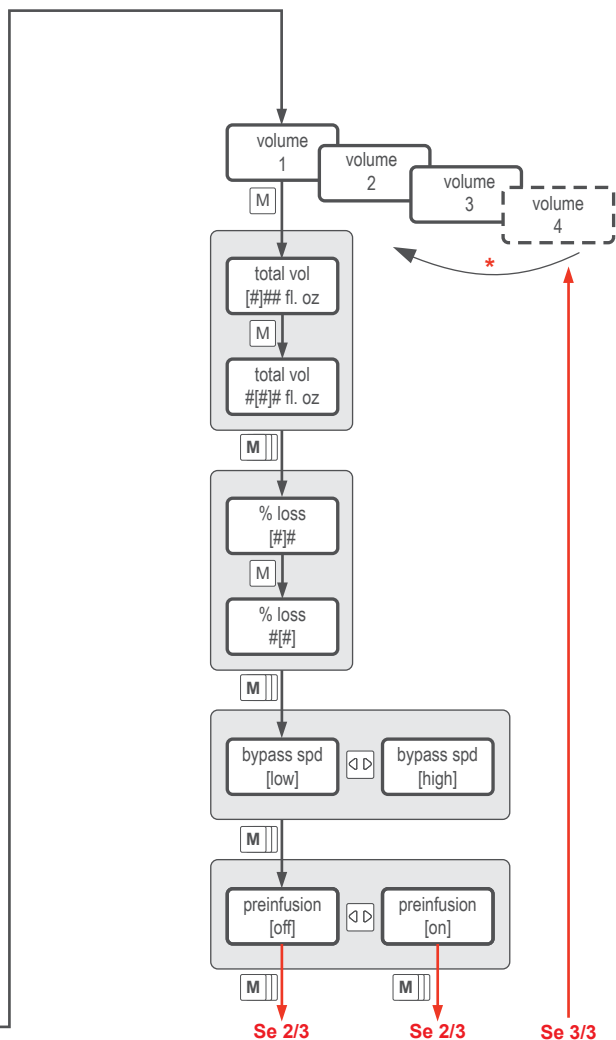 volume
1
volume
2
volume
3
volume
4
M
*
total vol
[#]## fl. oz
M
total vol
#[#]# fl. oz
M
% loss
[#]#
M
% loss
#[#]
M
bypass spd
[low]
bypass spd
[high]
M
preinfusion
[off]
preinfusion
[on]
M
M
Se 2/3
Se 2/3
Se 3/3